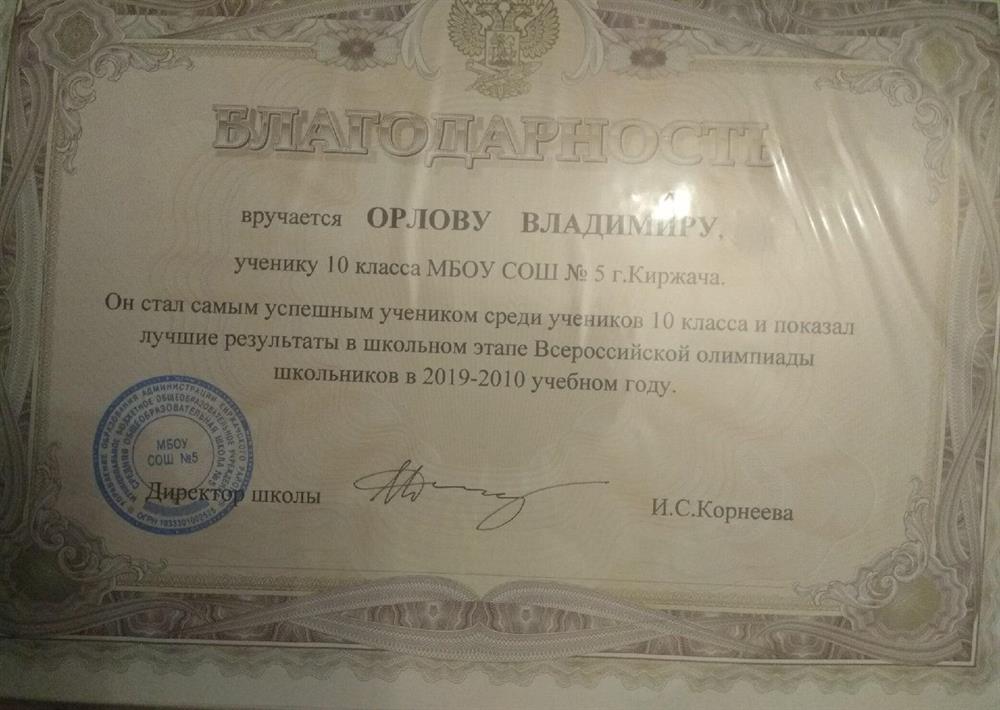 БЛАГОДАРНОСТЬ
вручается ОРЛОВУ ВЛАДИМИРУ,
ученику 10 класса МБОУ СОШ № 5 г.Киржача.
Он стал самым успешным учеником среди учеников 10 класса и показал
лучшие результаты в школьном этапе Всероссийской олимпиады
школьников в 2019-2010 учебном году.
МБОУ
СОШ №5
Директор школы И.С.Корнеева